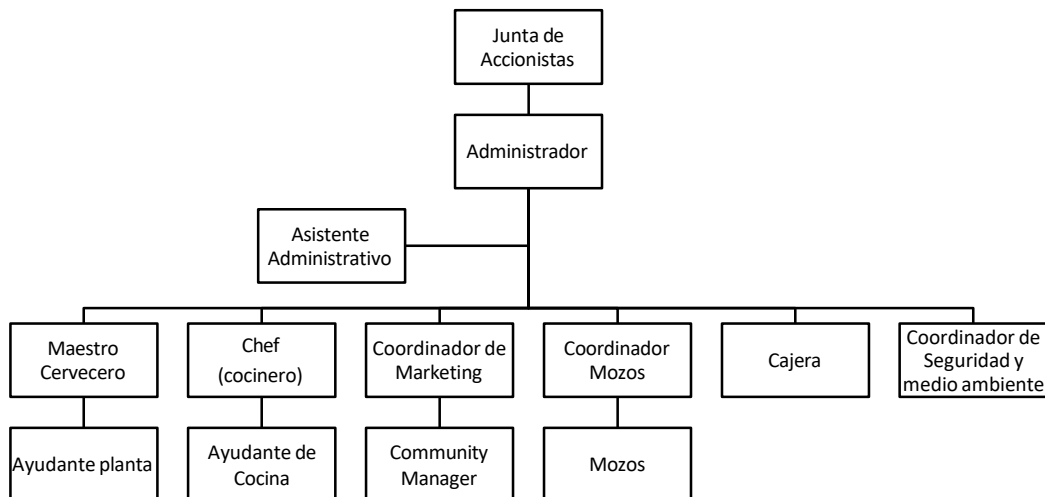 Junta de
Accionistas
Administrador
Asistente
Administrativo
Maestro
Cervecero
Chef
(cocinero)
Coordinador de
Marketing
Coordinador
Mozos
Cajera
Coordinador de
Seguridad y
medio ambiente
Ayudante planta
Ayudante de
Cocina
Community
Manager
Mozos